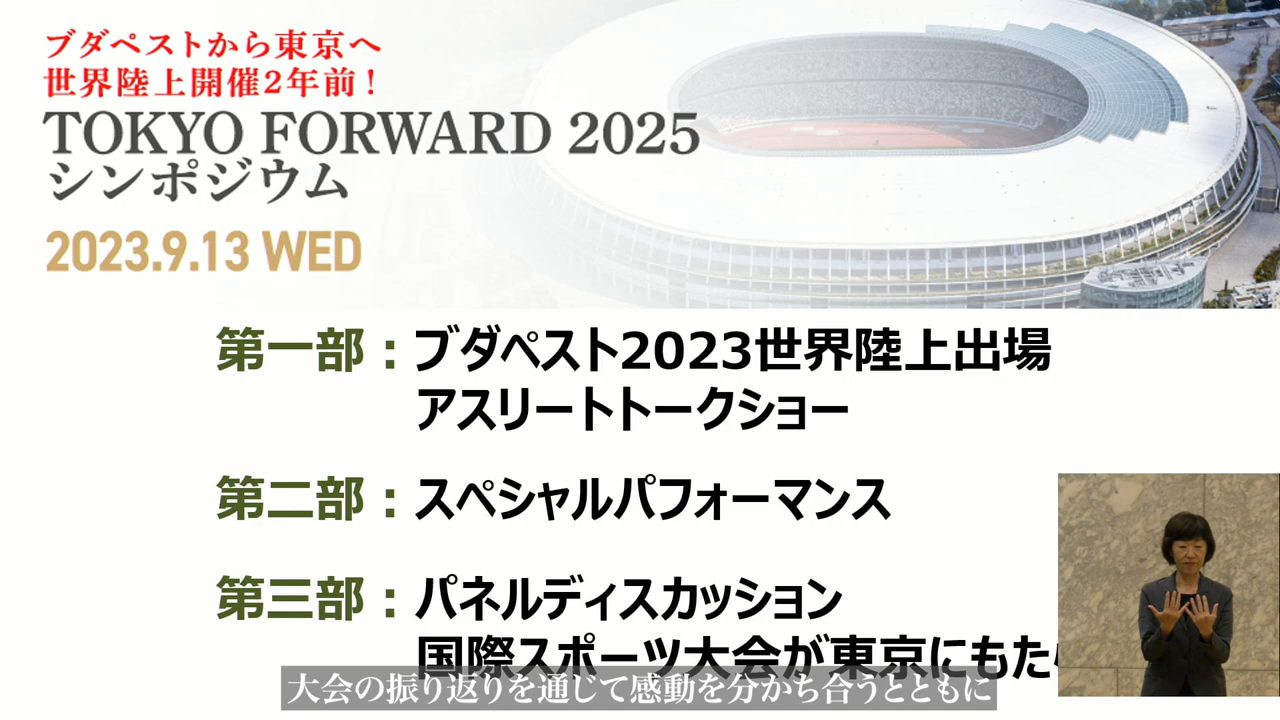 ブダペストから東京へ
世界陸上開催2年前！
TOKYO FORWARD 2025
シンポジウム
2023.9.13 WED
第一部：ブダペスト2023世界陸上出場
アスリートトークショー
第二部：スペシャルパフォーマンス
第三部：パネルディスカッション
国際スポーツ大会が東京にもた
大会の振り返りを通じて感動を分かち合うとともに